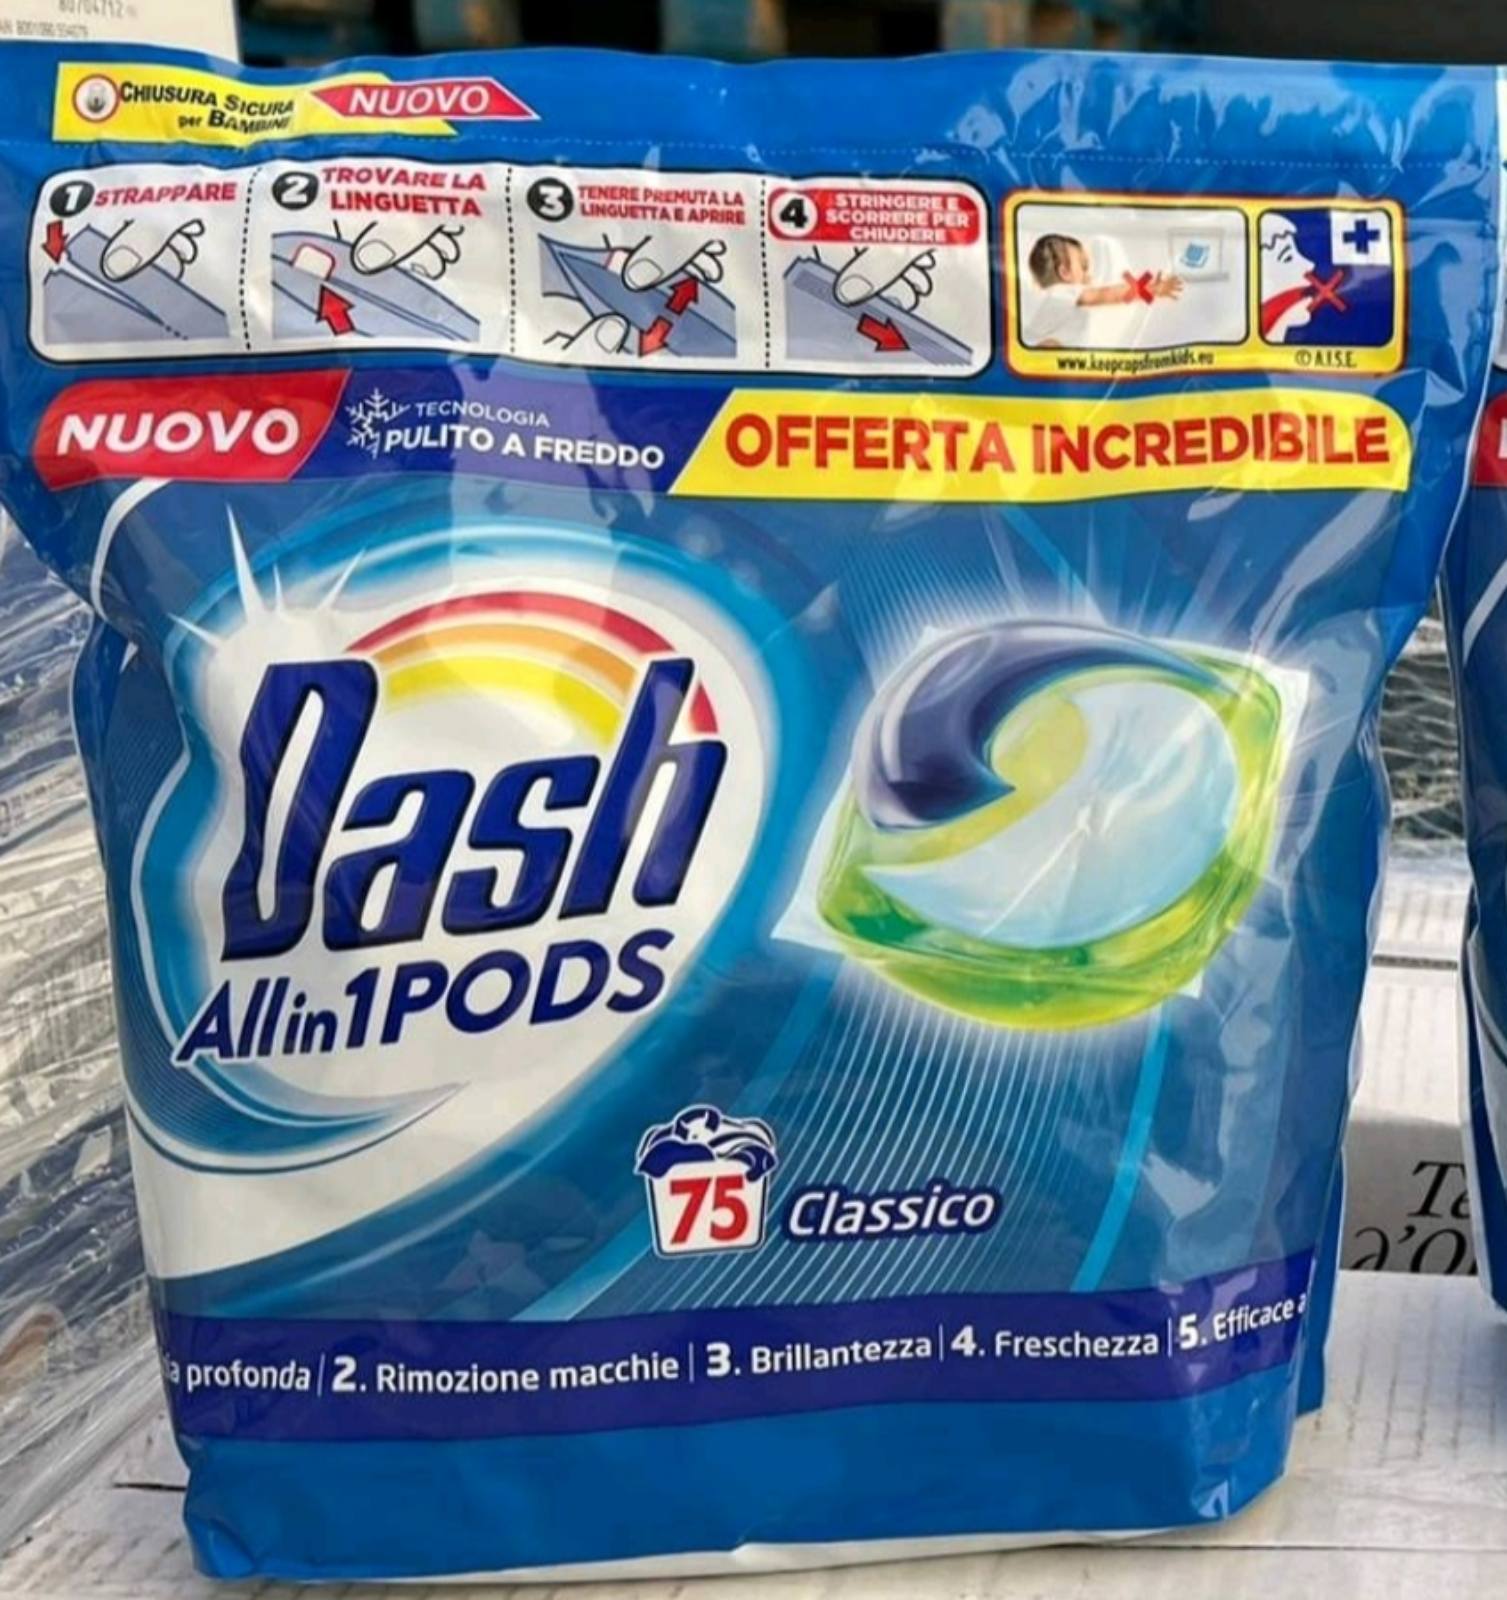 80704712
CHIUSURA SICURA
per BAMBINI
NUOVO
1 STRAPPARE
2 TROVARE LA
LINGUETTA
3 TENERE PREMUTA LA
LINGUETTA E APRIRE
4 STRINGERE E
SCORRERE PER
CHIUDERE
www.keepcapsfromkids.eu
© A.I.S.E.
NUOVO
TECNOLOGIA
PULITO A FREDDO
OFFERTA INCREDIBILE
Dash
All in 1 PODS
75
Classico
profonda | 2. Rimozione macchie | 3. Brillantezza | 4. Freschezza | 5. Efficace a
d'O